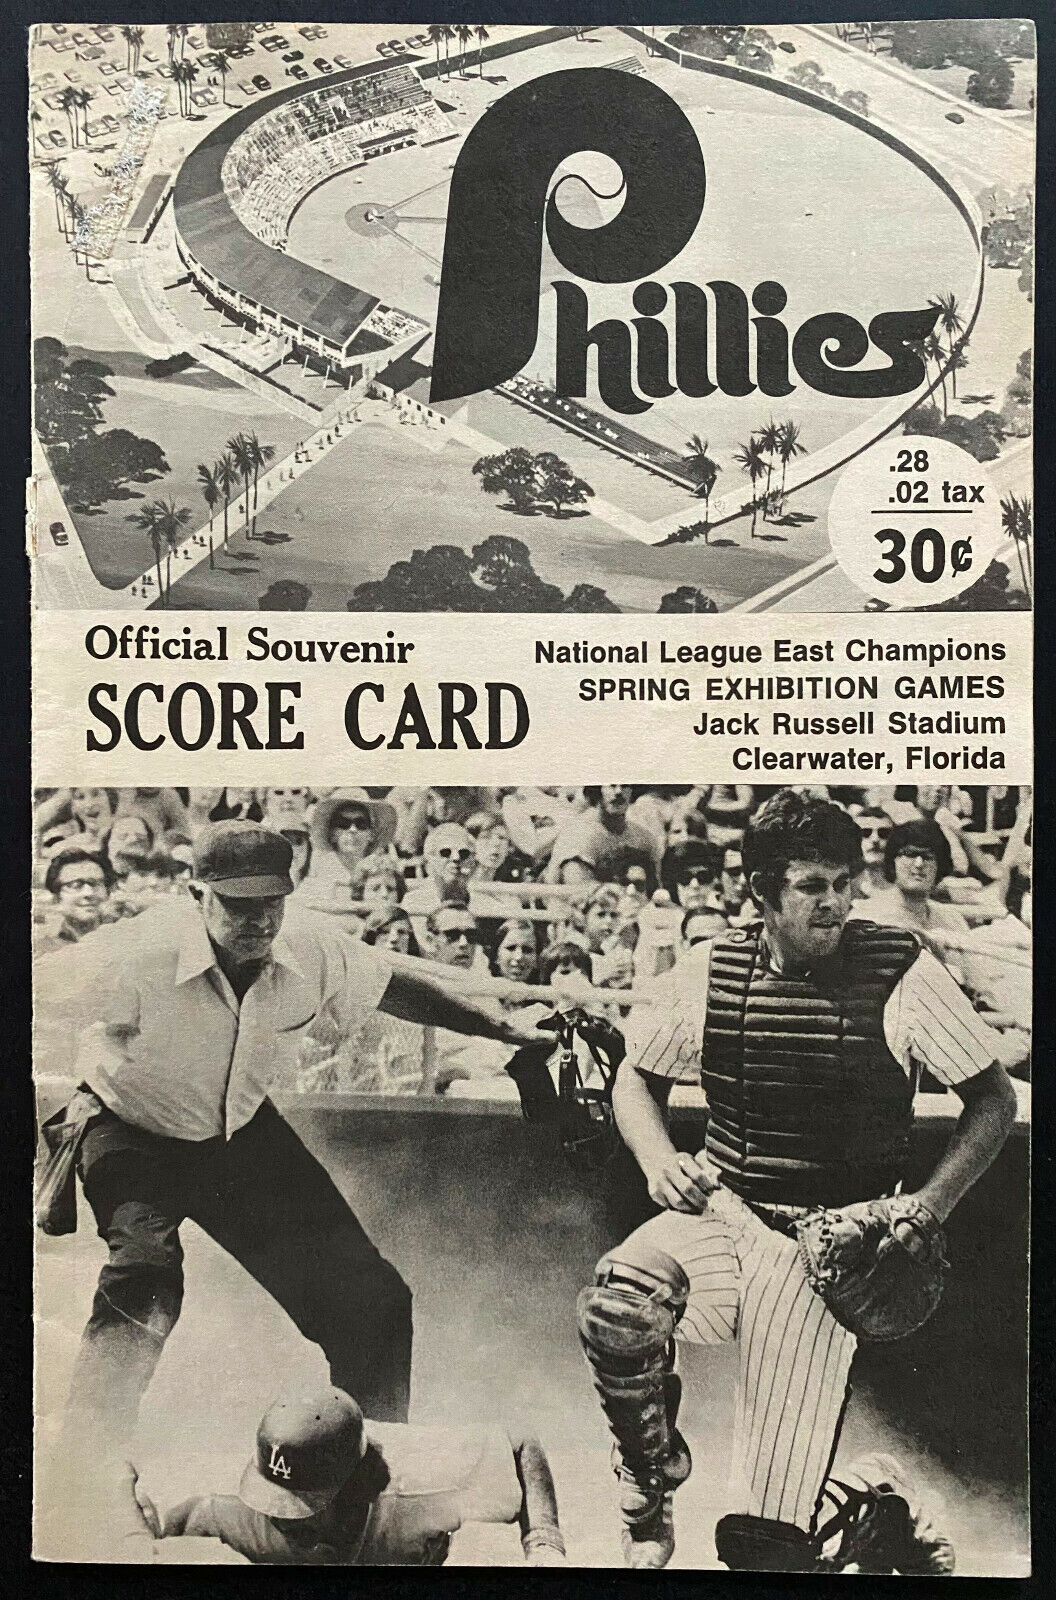 Phillies
.28
.02 tax
30¢
Official Souvenir
SCORE CARD
National League East Champions
SPRING EXHIBITION GAMES
Jack Russell Stadium
Clearwater, Florida
LA